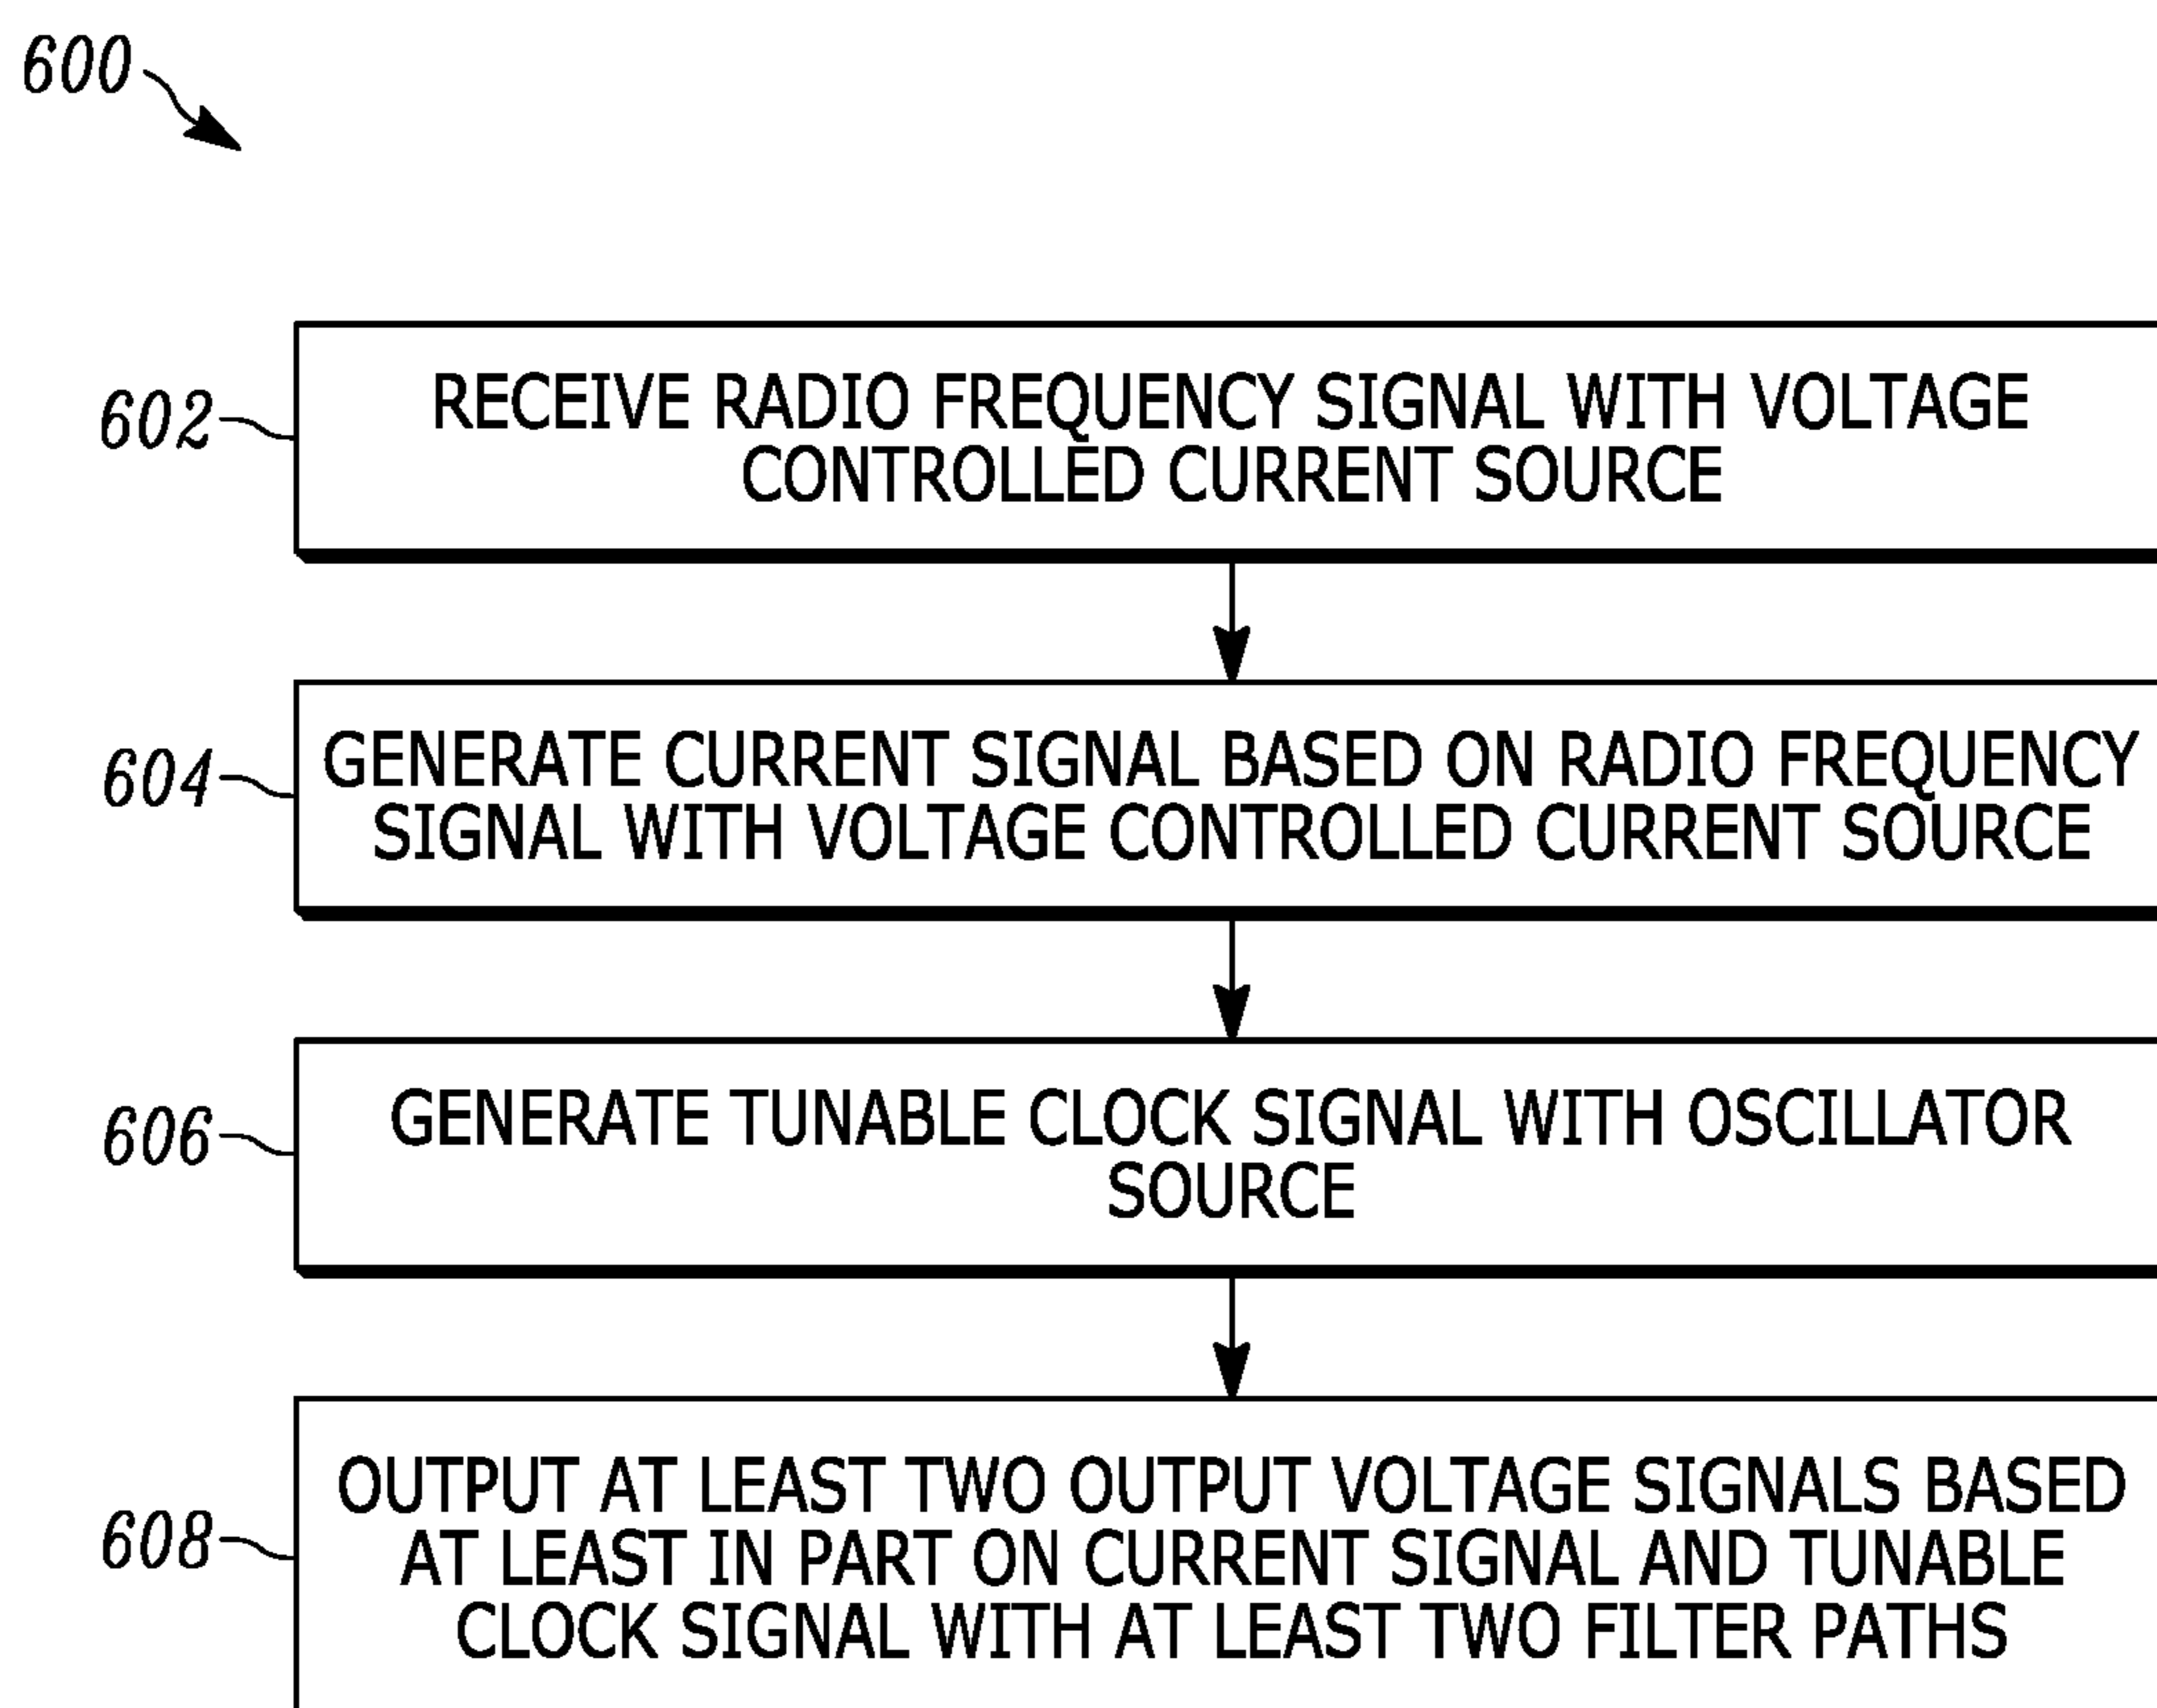 600
602
RECEIVE RADIO FREQUENCY SIGNAL WITH VOLTAGE
CONTROLLED CURRENT SOURCE
604
GENERATE CURRENT SIGNAL BASED ON RADIO FREQUENCY
SIGNAL WITH VOLTAGE CONTROLLED CURRENT SOURCE
606
GENERATE TUNABLE CLOCK SIGNAL WITH OSCILLATOR
SOURCE
608
OUTPUT AT LEAST TWO OUTPUT VOLTAGE SIGNALS BASED
AT LEAST IN PART ON CURRENT SIGNAL AND TUNABLE
CLOCK SIGNAL WITH AT LEAST TWO FILTER PATHS